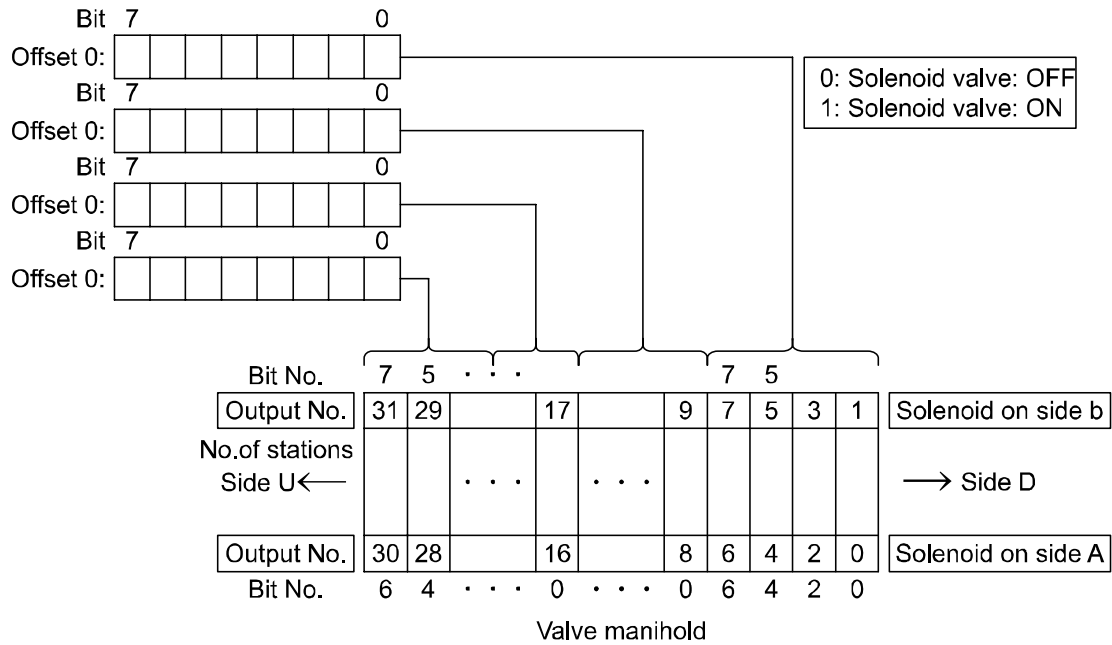 Bit 7 0
Offset 0:
Bit 7 0
Offset 0:
Bit 7 0
Offset 0:
Bit 7 0
Offset 0:
0: Solenoid valve: OFF
1: Solenoid valve: ON
Bit No. 7 5 · · · 7 5
Output No. 31 29 17 9 7 5 3 1 Solenoid on side b
No.of stations
Side U ← · · · · · · → Side D
Output No. 30 28 16 8 6 4 2 0 Solenoid on side A
Bit No. 6 4 · · · 0 · · · 0 6 4 2 0
Valve manihold